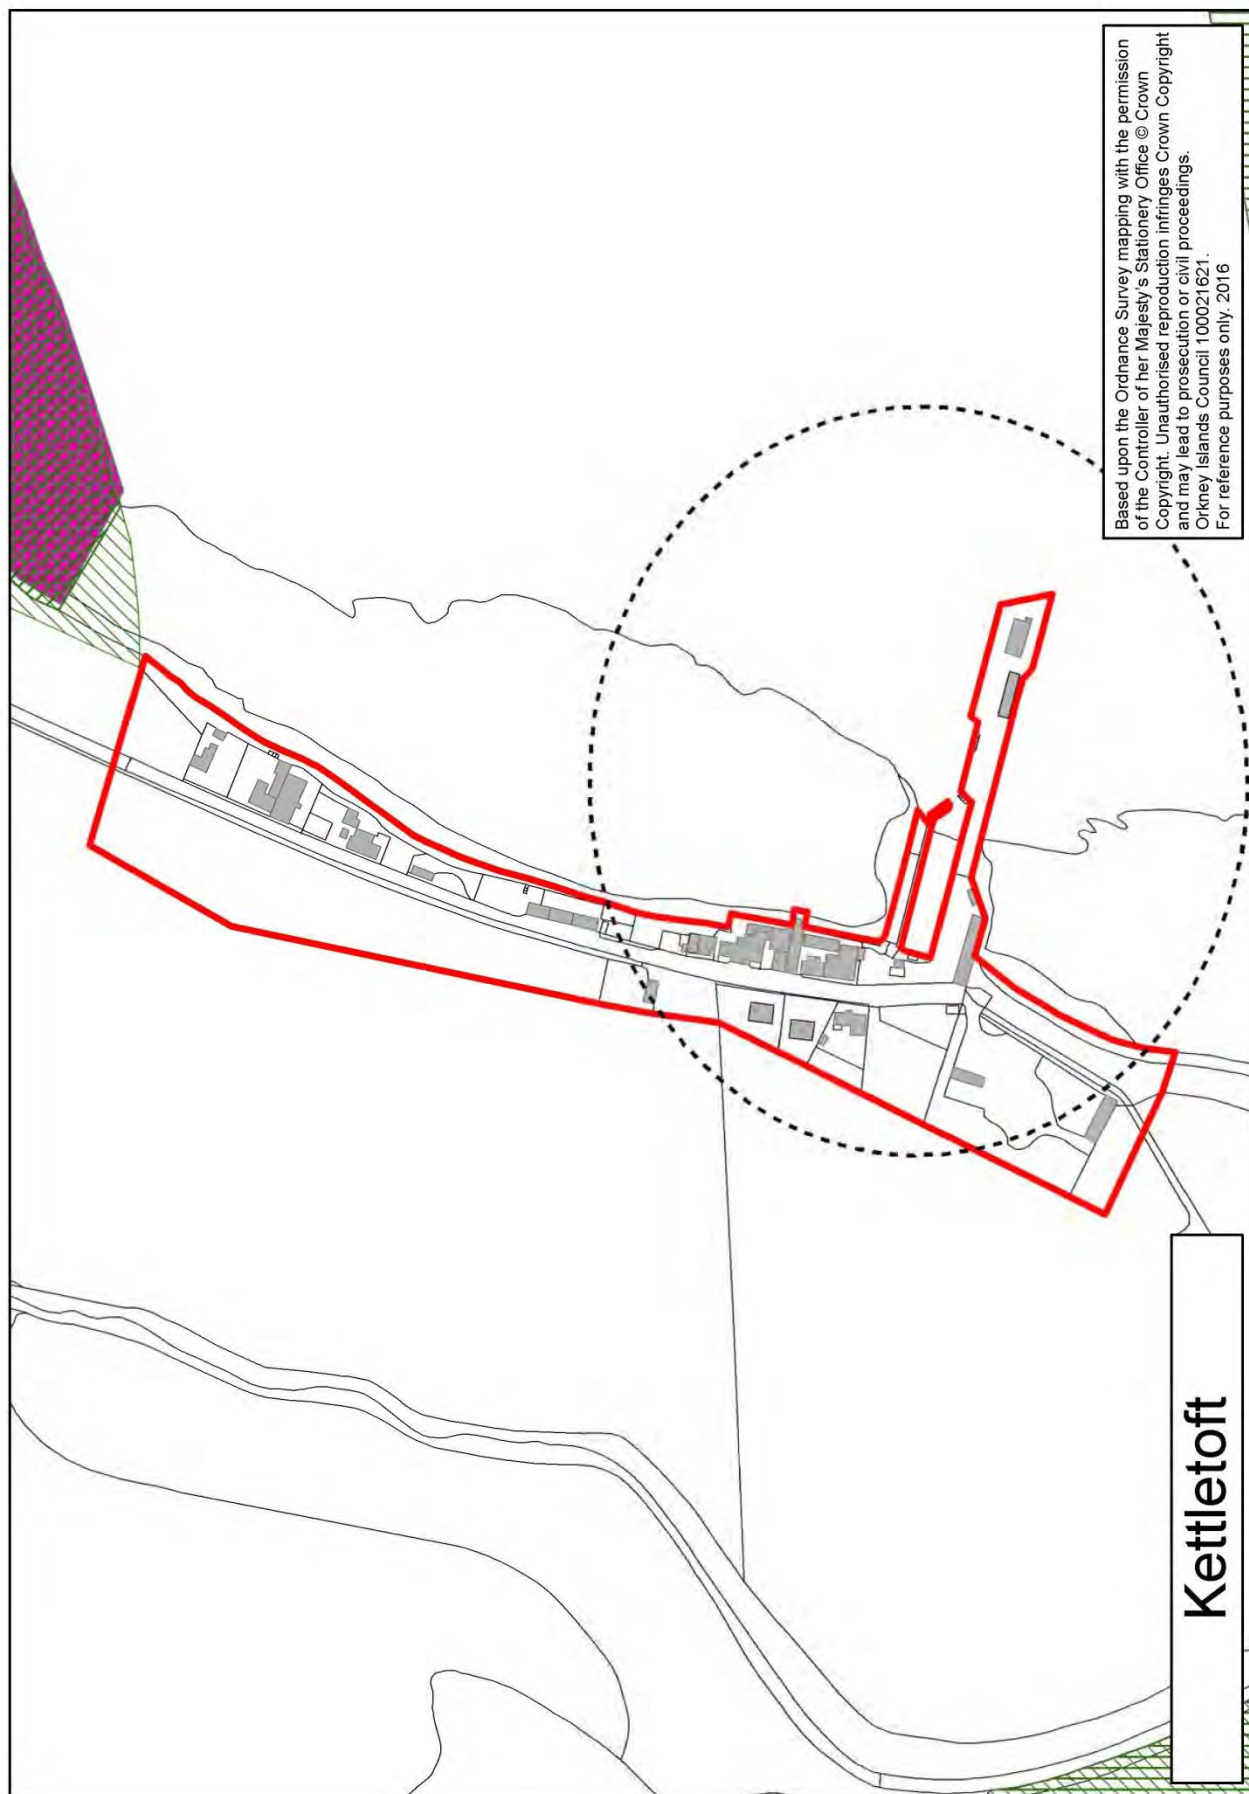 Based upon the Ordnance Survey mapping with the permission
of the Controller of her Majesty's Stationery Office © Crown
Copyright. Unauthorised reproduction infringes Crown Copyright
and may lead to prosecution or civil proceedings.
Orkney Islands Council 100021621.
For reference purposes only. 2016
Kettletoft